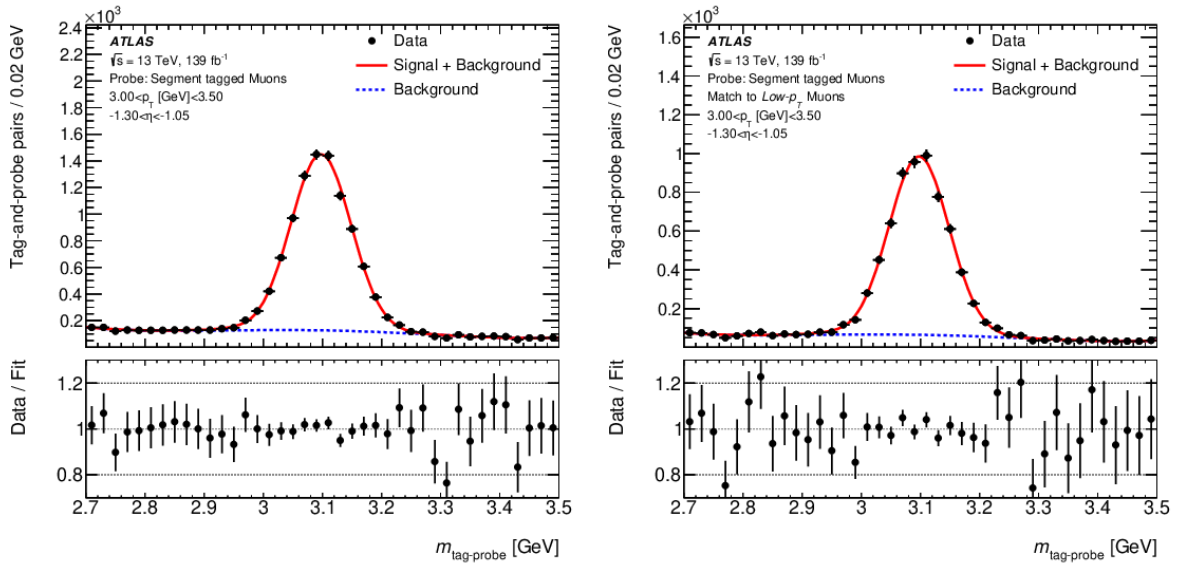 ×10³
2.4
2.2
2
1.8
1.6
1.4
1.2
1
0.8
0.6
0.4
0.2
Tag-and-probe pairs / 0.02 GeV
ATLAS
√s = 13 TeV, 139 fb⁻¹
Probe: Segment tagged Muons
3.00<p_T [GeV]<3.50
-1.30<η<-1.05
Data
Signal + Background
Background
1.2
1
0.8
Data / Fit
2.7 2.8 2.9 3 3.1 3.2 3.3 3.4 3.5
m_tag-probe [GeV]
×10³
1.6
1.4
1.2
1
0.8
0.6
0.4
0.2
Tag-and-probe pairs / 0.02 GeV
ATLAS
√s = 13 TeV, 139 fb⁻¹
Probe: Segment tagged Muons
Match to Low-p_T Muons
3.00<p_T [GeV]<3.50
-1.30<η<-1.05
Data
Signal + Background
Background
1.2
1
0.8
Data / Fit
2.7 2.8 2.9 3 3.1 3.2 3.3 3.4 3.5
m_tag-probe [GeV]